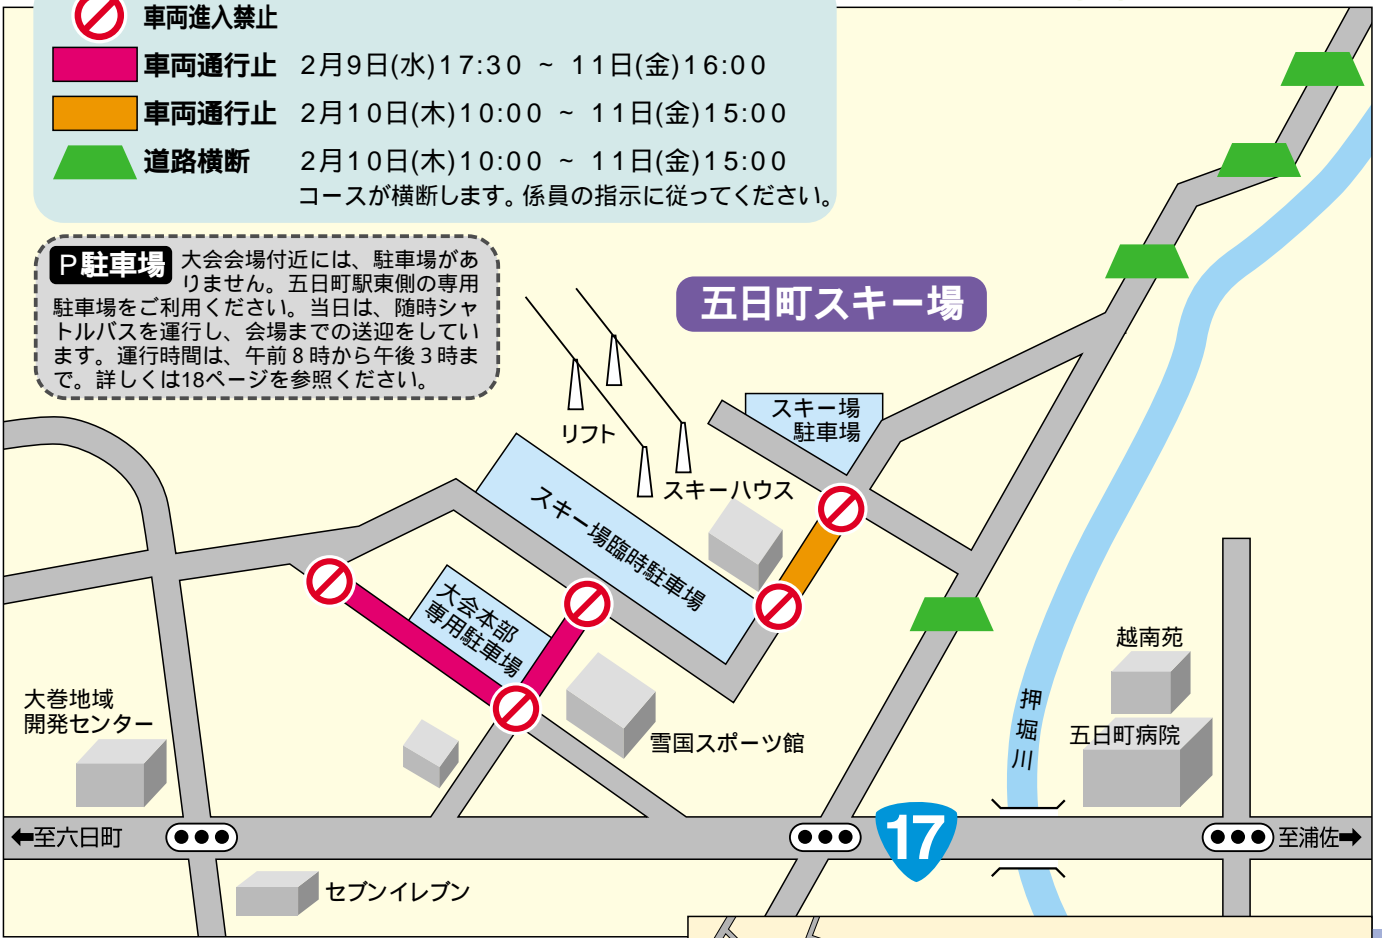 車両進入禁止
車両通行止 2月9日(水)17:30 ~ 11日(金)16:00
車両通行止 2月10日(木)10:00 ~ 11日(金)15:00
道路横断 2月10日(木)10:00 ~ 11日(金)15:00
コースが横断します。係員の指示に従ってください。
P駐車場 大会会場付近には、駐車場があ
りません。五日町駅東側の専用
駐車場をご利用ください。当日は、随時シャ
トルバスを運行し、会場までの送迎をしてい
ます。運行時間は、午前8時から午後3時ま
で。詳しくは18ページを参照ください。
五日町スキー場
スキー場
駐車場
リフト
スキーハウス
スキー場臨時駐車場
大会本部
専用駐車場
越南苑
大巻地域
開発センター
押堀川
五日町病院
雪国スポーツ館
←至六日町
17
至浦佐→
セブンイレブン